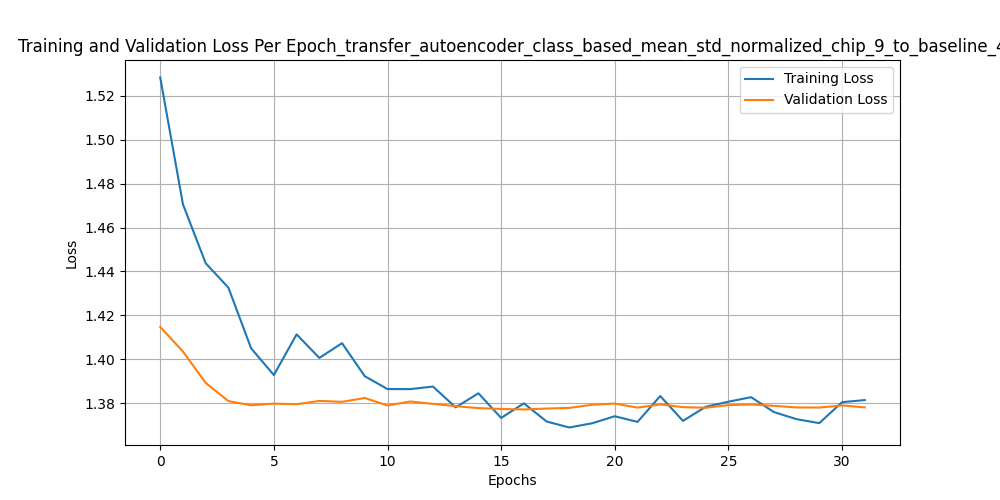 Training and Validation Loss Per Epoch_transfer_autoencoder_class_based_mean_std_normalized_chip_9_to_baseline_4
Training Loss
Validation Loss
1.52
1.50
1.48
1.46
1.44
1.42
1.40
1.38
Loss
0 5 10 15 20 25 30
Epochs